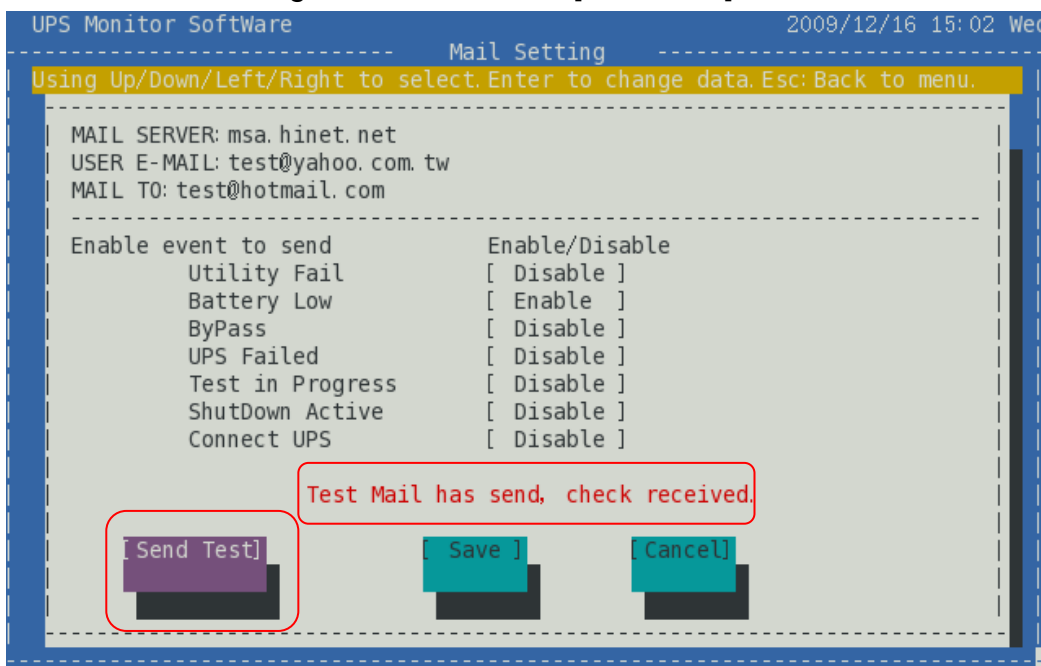 UPS Monitor SoftWare 2009/12/16 15:02 Wed
Mail Setting
Using Up/Down/Left/Right to select.Enter to change data.Esc:Back to menu.
MAIL SERVER:msa.hinet.net
USER E-MAIL:test@yahoo.com.tw
MAIL TO:test@hotmail.com
Enable event to send Enable/Disable
Utility Fail [ Disable ]
Battery Low [ Enable ]
ByPass [ Disable ]
UPS Failed [ Disable ]
Test in Progress [ Disable ]
ShutDown Active [ Disable ]
Connect UPS [ Disable ]
Test Mail has send, check received.
[Send Test] [ Save ] [Cancel]